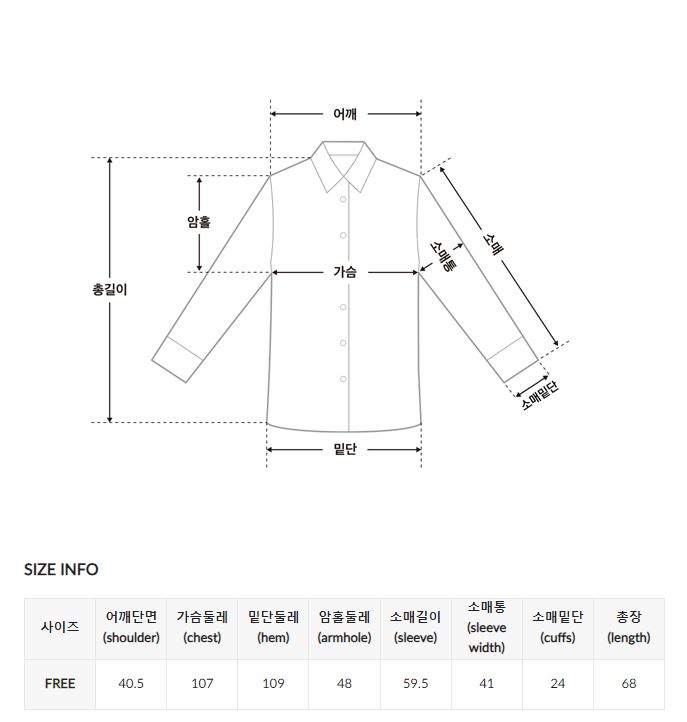 어깨
암홀
소매
소매통
가슴
총길이
소매밑단
밑단
SIZE INFO
사이즈 어깨단면 (shoulder) 가슴둘레 (chest) 밑단둘레 (hem) 암홀둘레 (armhole) 소매길이 (sleeve) 소매통 (sleeve width) 소매밑단 (cuffs) 총장 (length)
FREE 40.5 107 109 48 59.5 41 24 68